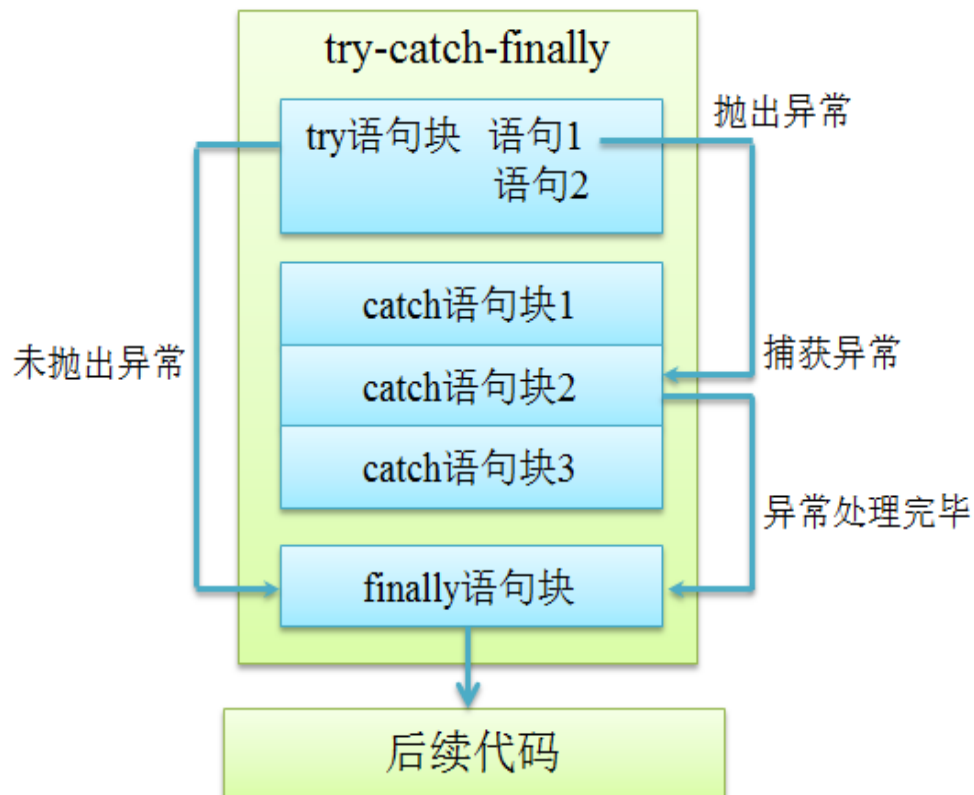 try-catch-finally
抛出异常
try语句块 语句1
语句2
catch语句块1
未抛出异常
捕获异常
catch语句块2
catch语句块3
异常处理完毕
finally语句块
后续代码